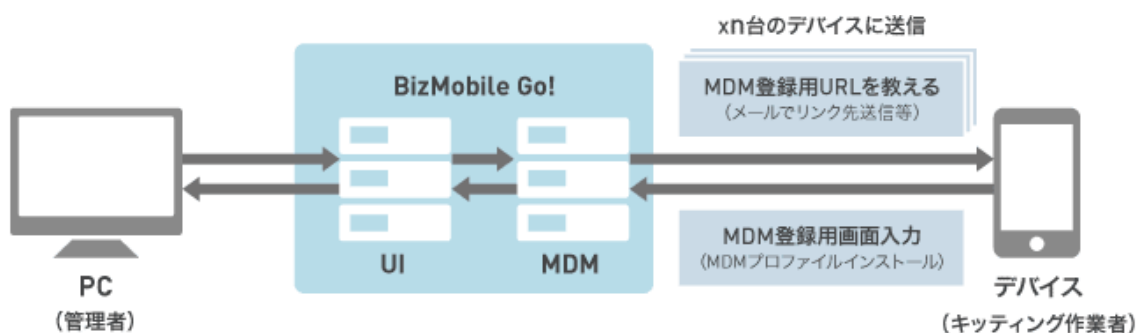 xn台のデバイスに送信
BizMobile Go!
MDM登録用URLを教える
（メールでリンク先送信等）
UI
MDM
MDM登録用画面入力
（MDMプロファイルインストール）
PC
（管理者）
デバイス
（キッティング作業者）